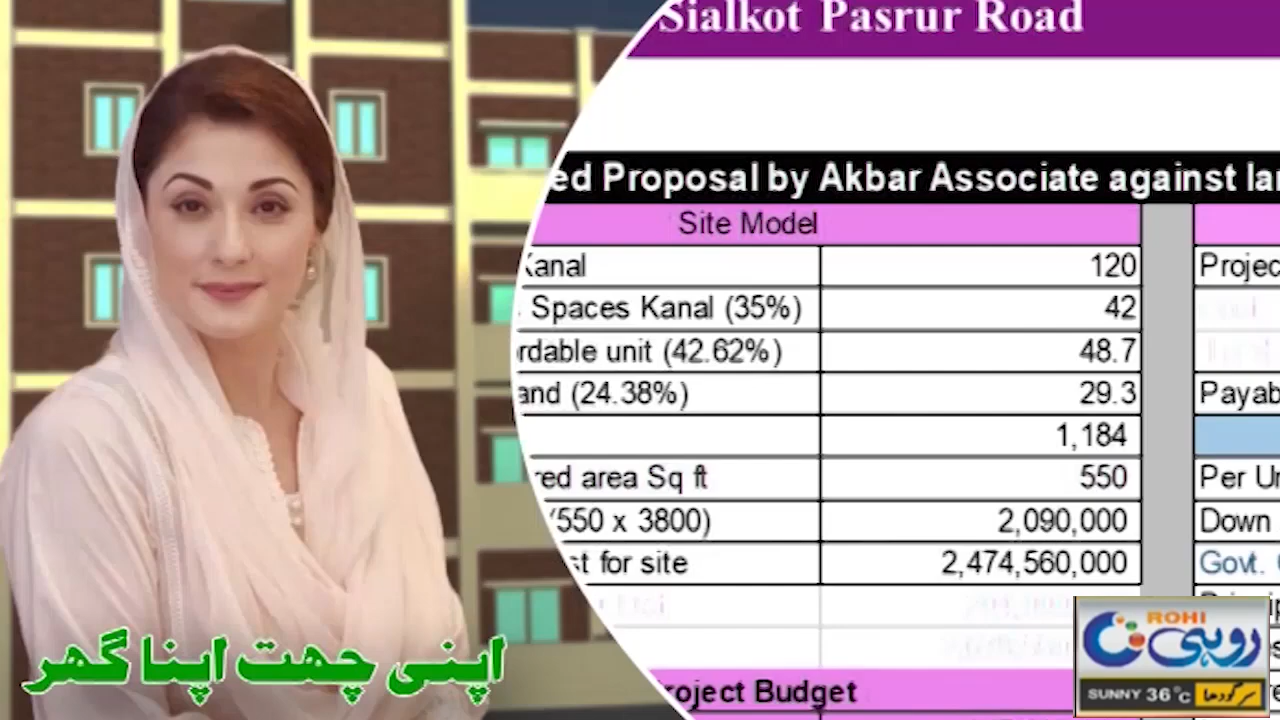 Sialkot Pasrur Road
ed Proposal by Akbar Associate against lan
Site Model
Kanal 120 Projec
Spaces Kanal (35%) 42
rdable unit (42.62%) 48.7
and (24.38%) 29.3 Payab
1,184
red area Sq ft 550 Per Un
(550 x 3800) 2,090,000 Down
st for site 2,474,560,000 Govt.
roject Budget
اپنی چھت اپنا گھر
ROHI
روہی
SUNNY 36°c سرگودھا